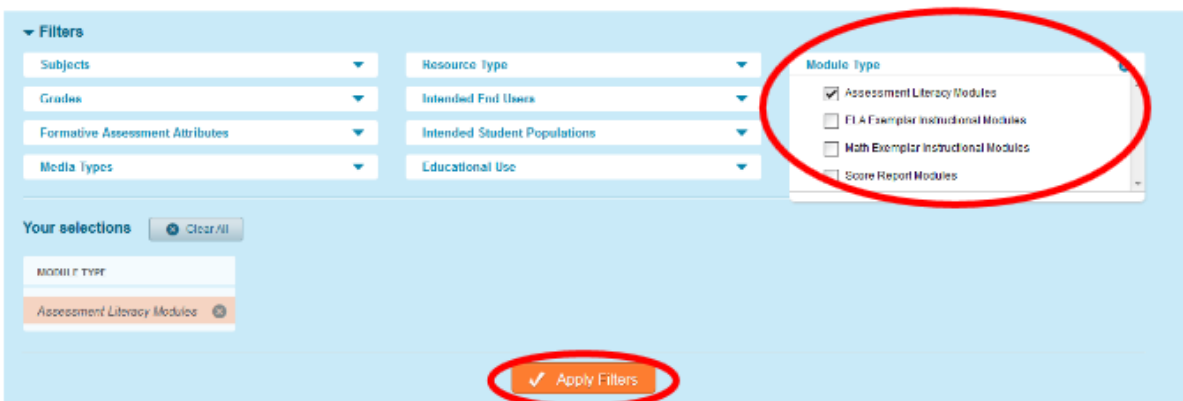 Filters
Subjects
Resource Type
Module Type
Grades
Intended End Users
Assessment Literacy Modules
Formative Assessment Attributes
Intended Student Populations
ELA Exemplar Instructional Modules
Math Exemplar Instructional Modules
Media Types
Educational Use
Score Report Modules
Your selections
Clear All
MODULE TYPE
Assessment Literacy Modules
Apply Filters